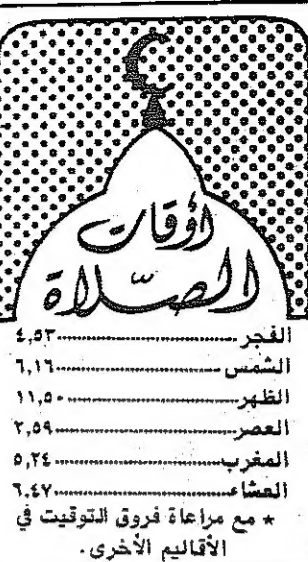 أوقات
الصلاة
الفجر ٤,٥٣
الشمس ٦,١٦
الظهر ١١,٥٠
العصر ٢,٥٩
المغرب ٥,٢٤
العشاء ٦,٤٧
* مع مراعاة فروق التوقيت في
الأقاليم الأخرى.